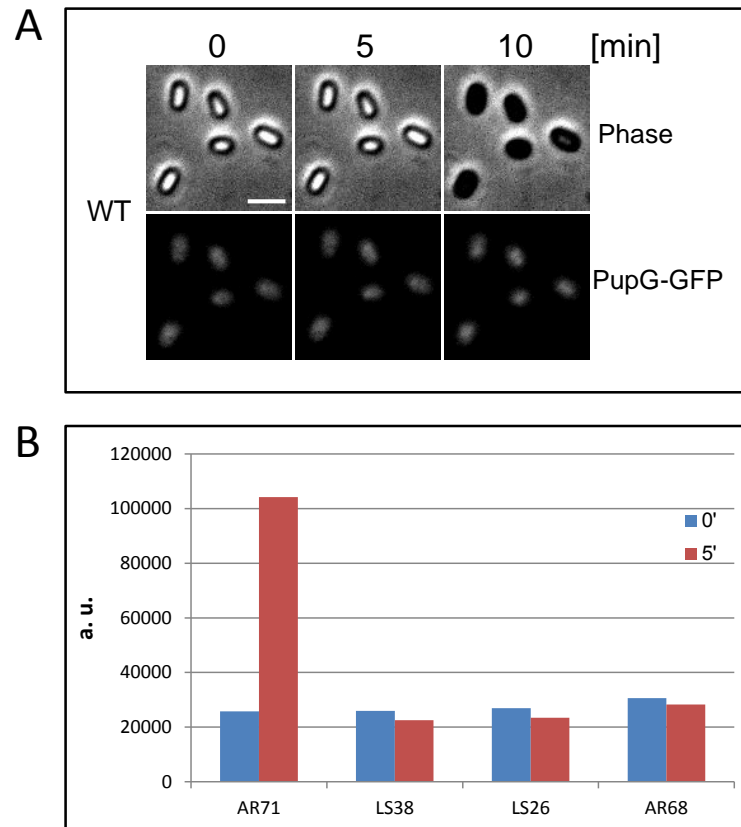 A
0 5 10 [min]
Phase
WT
PupG-GFP
B
120000
100000
80000
60000
40000
20000
0
a. u.
0'
5'
AR71 LS38 LS26 AR68